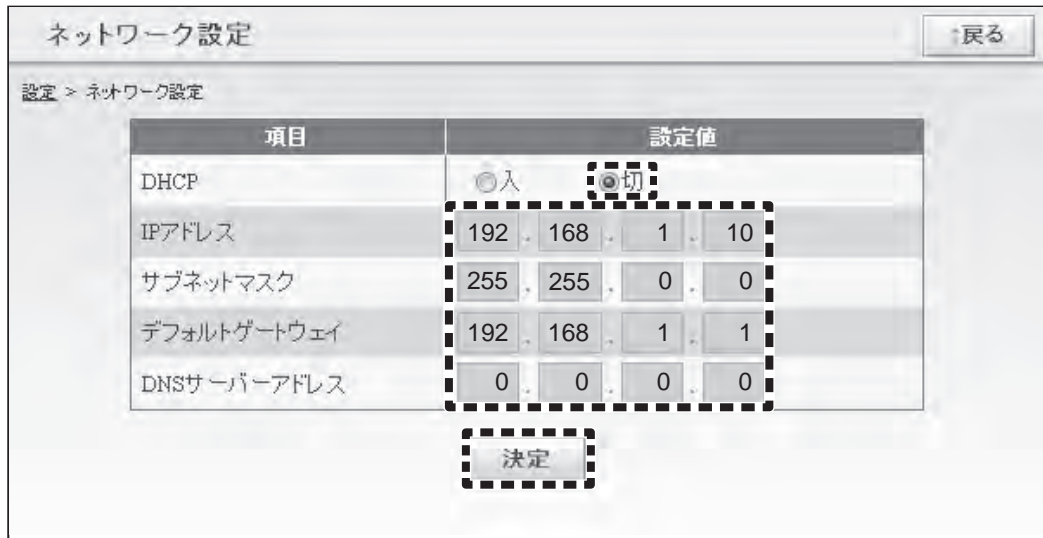 ネットワーク設定 ↑戻る
設定 > ネットワーク設定
項目 設定値
DHCP 入 切
IPアドレス 192 . 168 . 1 . 10
サブネットマスク 255 . 255 . 0 . 0
デフォルトゲートウェイ 192 . 168 . 1 . 1
DNSサーバーアドレス 0 . 0 . 0 . 0
決定